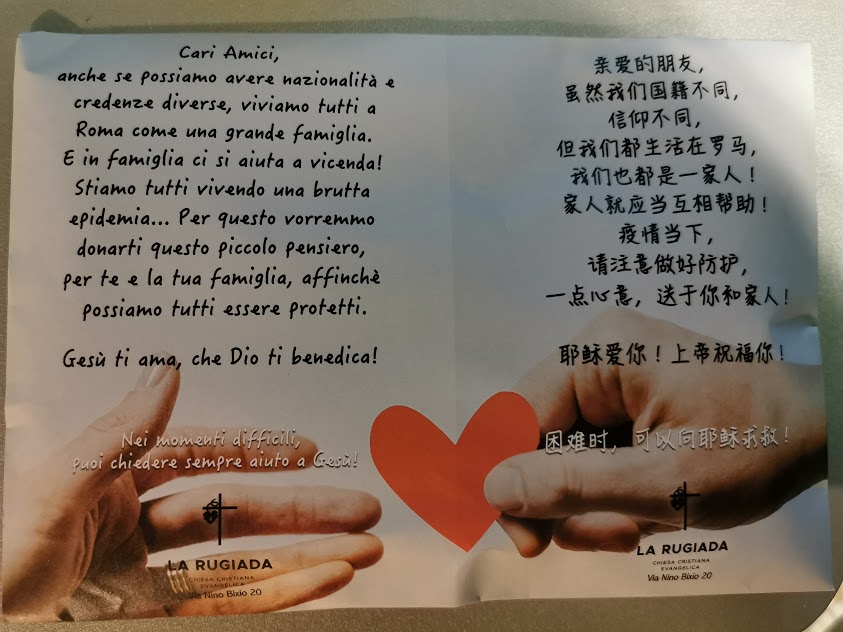 Cari Amici,
anche se possiamo avere nazionalità e
credenze diverse, viviamo tutti a
Roma come una grande famiglia.
E in famiglia ci si aiuta a vicenda!
Stiamo tutti vivendo una brutta
epidemia... Per questo vorremmo
donarti questo piccolo pensiero,
per te e la tua famiglia, affinchè
possiamo tutti essere protetti.
Gesù ti ama, che Dio ti benedica!
Nei momenti difficili,
puoi chiedere sempre aiuto a Gesù!
LA RUGIADA
CHIESA CRISTIANA
EVANGELICA
Via Nino Bixio 20
亲爱的朋友,
虽然我们国籍不同,
信仰不同,
但我们都生活在罗马,
我们也都是一家人!
家人就应当互相帮助!
疫情当下,
请注意做好防护,
一点心意, 送于你和家人!
耶稣爱你!上帝祝福你!
困难时, 可以向耶稣求救!
LA RUGIADA
CHIESA CRISTIANA
EVANGELICA
Via Nino Bixio 20